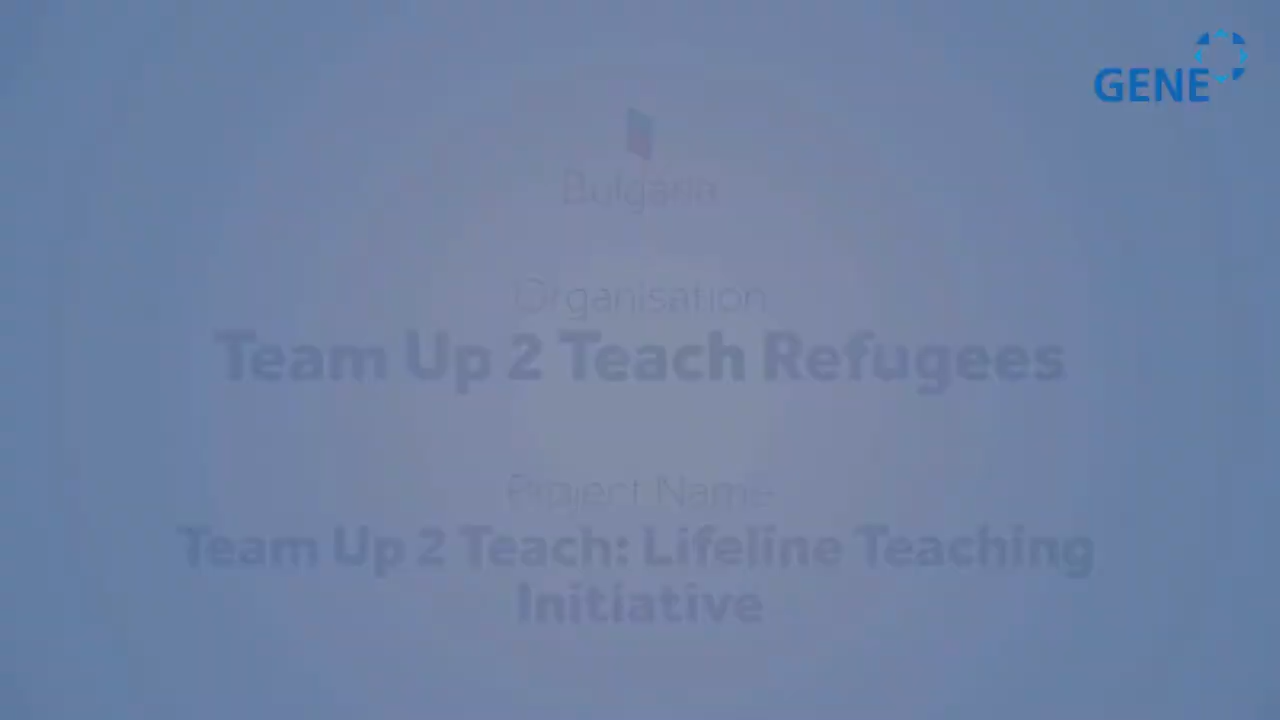 GENE
Bulgaria
Organisation
Team Up 2 Teach Refugees
Project Name
Team Up 2 Teach: Lifeline Teaching
Initiative